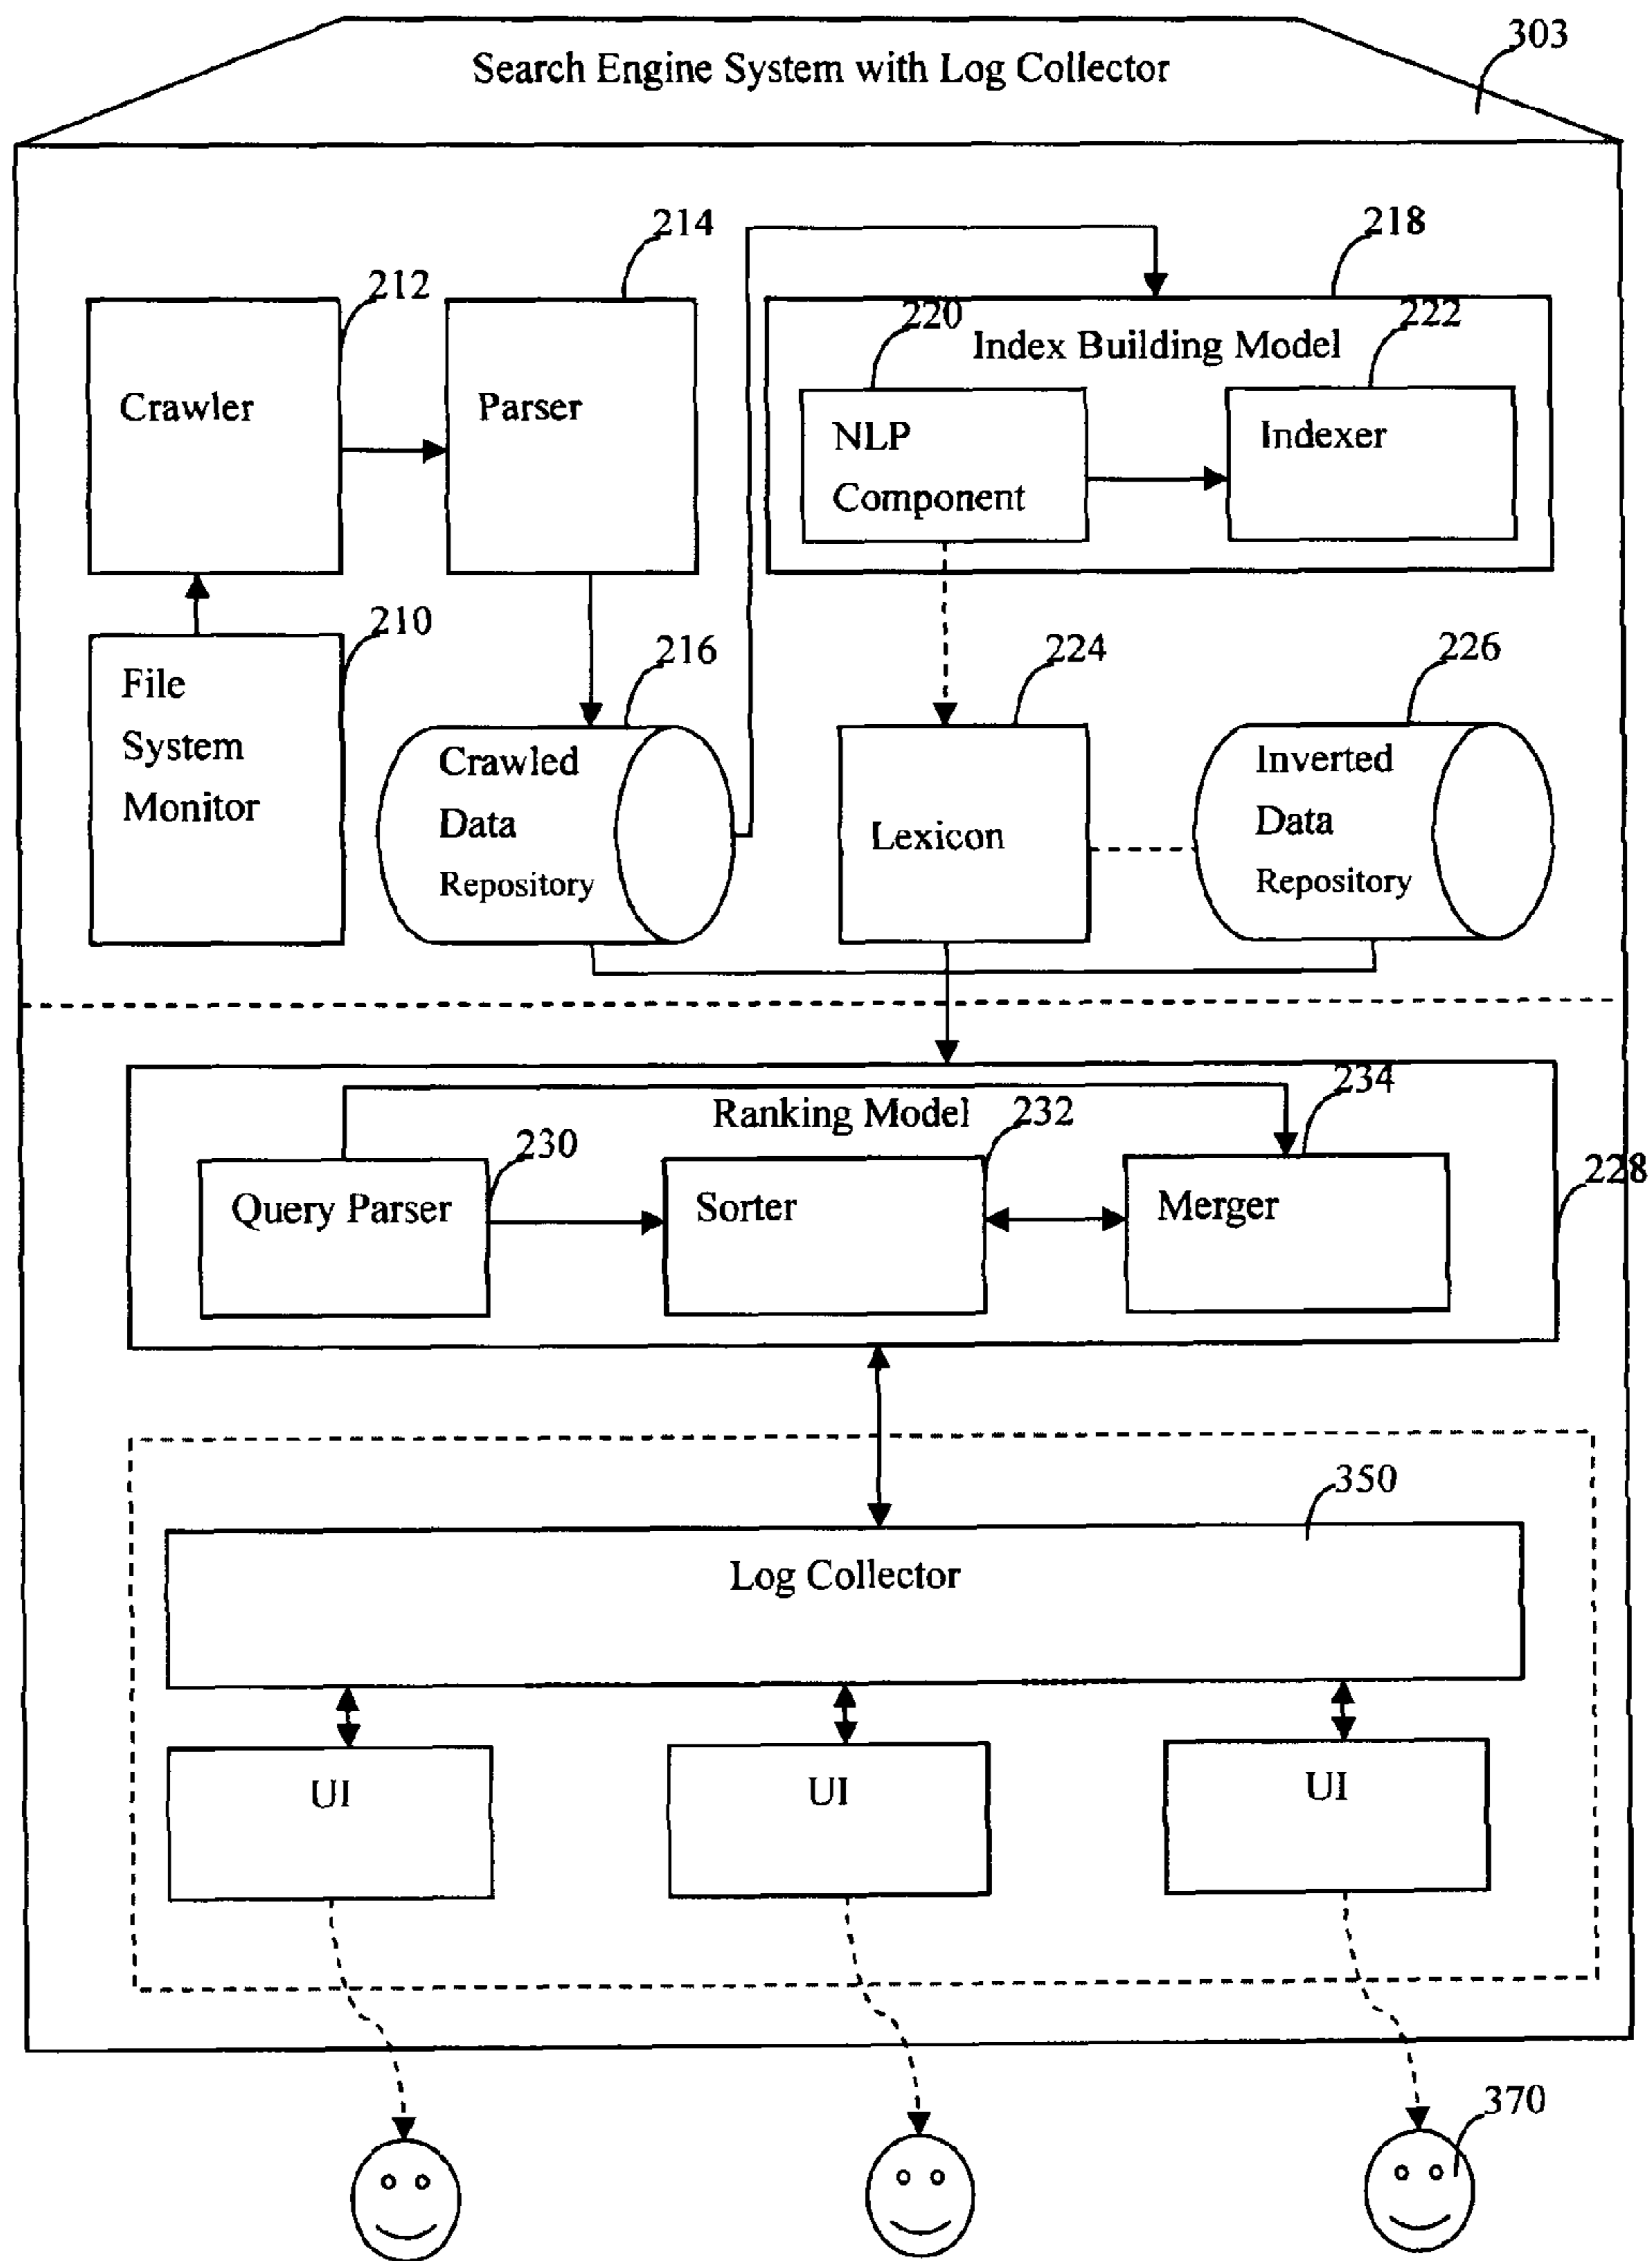 Search Engine System with Log Collector
303
214
218
212
220
222
Index Building Model
Crawler
Parser
NLP
Component
Indexer
210
216
224
226
File
System
Monitor
Crawled
Data
Repository
Lexicon
Inverted
Data
Repository
Ranking Model
230
232
234
228
Query Parser
Sorter
Merger
350
Log Collector
UI
UI
UI
370